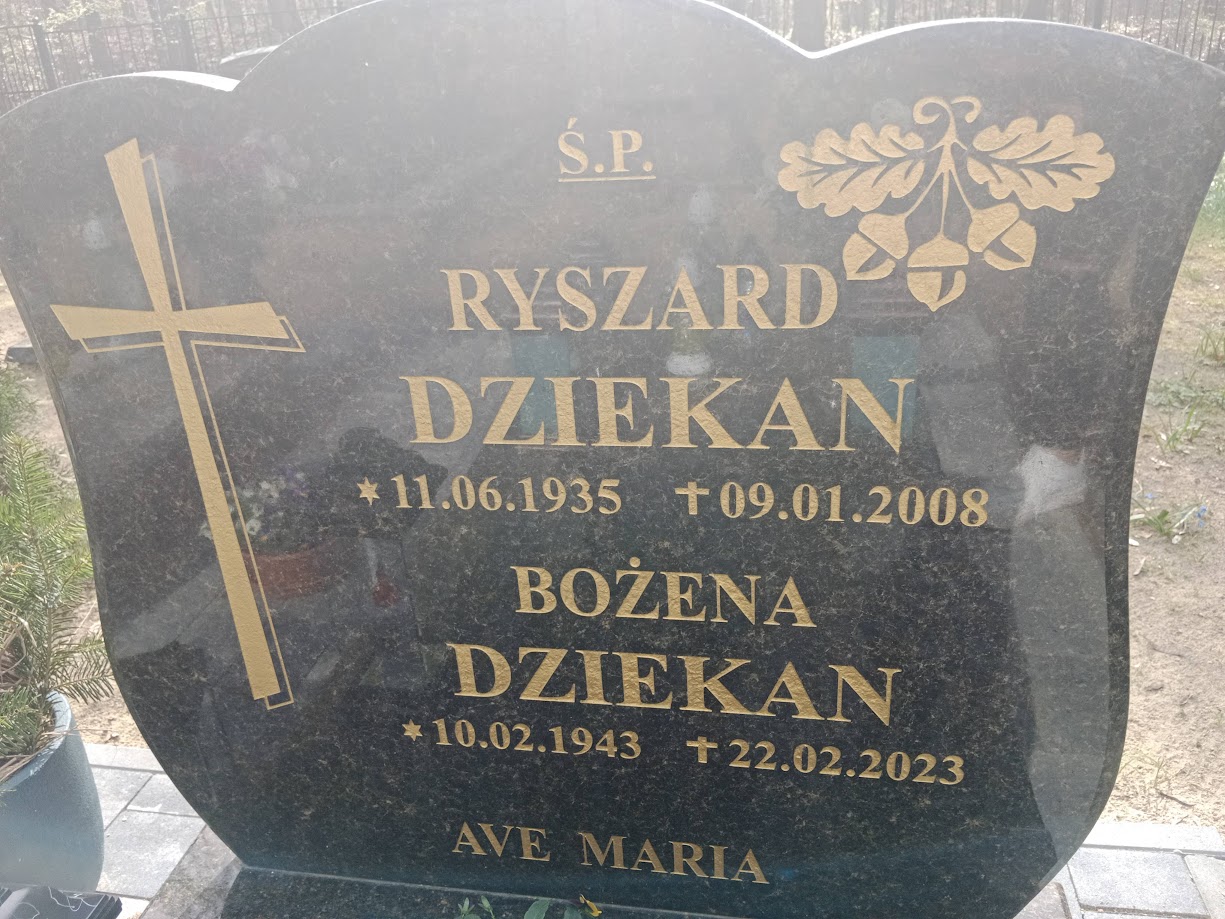 Ś.P.
RYSZARD
DZIEKAN
* 11.06.1935 ✝ 09.01.2008
BOŻENA
DZIEKAN
* 10.02.1943 ✝ 22.02.2023
AVE MARIA